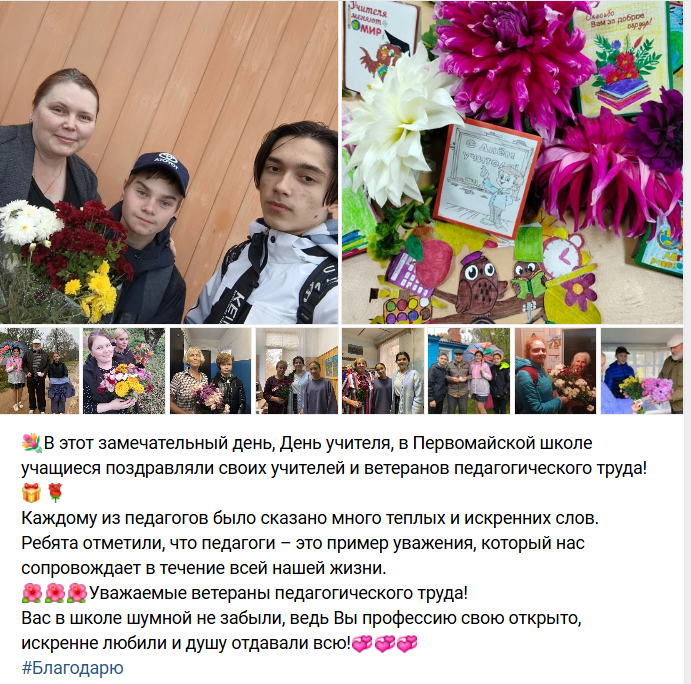 Учителя
меняют
МИР
Спасибо
Вам за доброе
сердце!
С ДНЁМ
УЧИТЕЛЯ
💐В этот замечательный день, День учителя, в Первомайской школе
учащиеся поздравляли своих учителей и ветеранов педагогического труда!
🎁 🌹
Каждому из педагогов было сказано много теплых и искренних слов.
Ребята отметили, что педагоги – это пример уважения, который нас
сопровождает в течение всей нашей жизни.
🌺🌺🌺Уважаемые ветераны педагогического труда!
Вас в школе шумной не забыли, ведь Вы профессию свою открыто,
искренне любили и душу отдавали всю!💞💞💞
#Благодарю